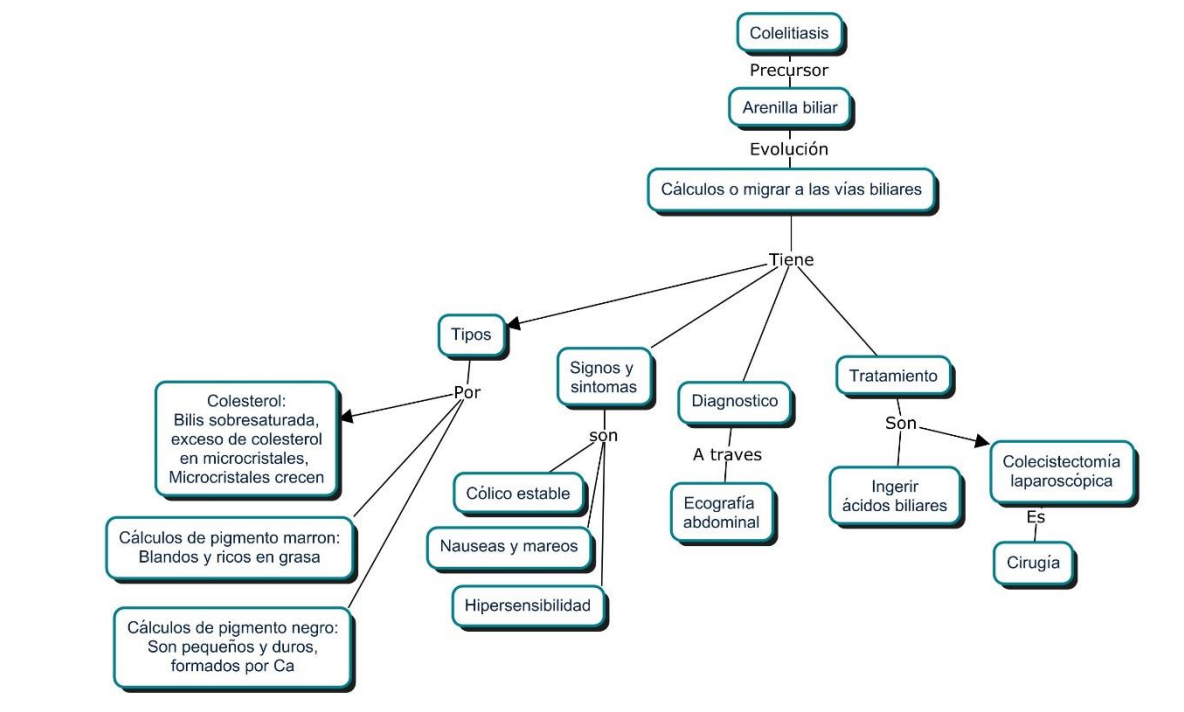 Colelitiasis
Precursor
Arenilla biliar
Evolución
Cálculos o migrar a las vías biliares
Tiene
Tipos
Por
Colesterol:
Bilis sobresaturada,
exceso de colesterol
en microcristales,
Microcristales crecen
Cálculos de pigmento marron:
Blandos y ricos en grasa
Cálculos de pigmento negro:
Son pequeños y duros,
formados por Ca
Signos y
sintomas
son
Cólico estable
Nauseas y mareos
Hipersensibilidad
Diagnostico
A traves
Ecografía
abdominal
Tratamiento
Son
Ingerir
ácidos biliares
Colecistectomía
laparoscópica
Es
Cirugía